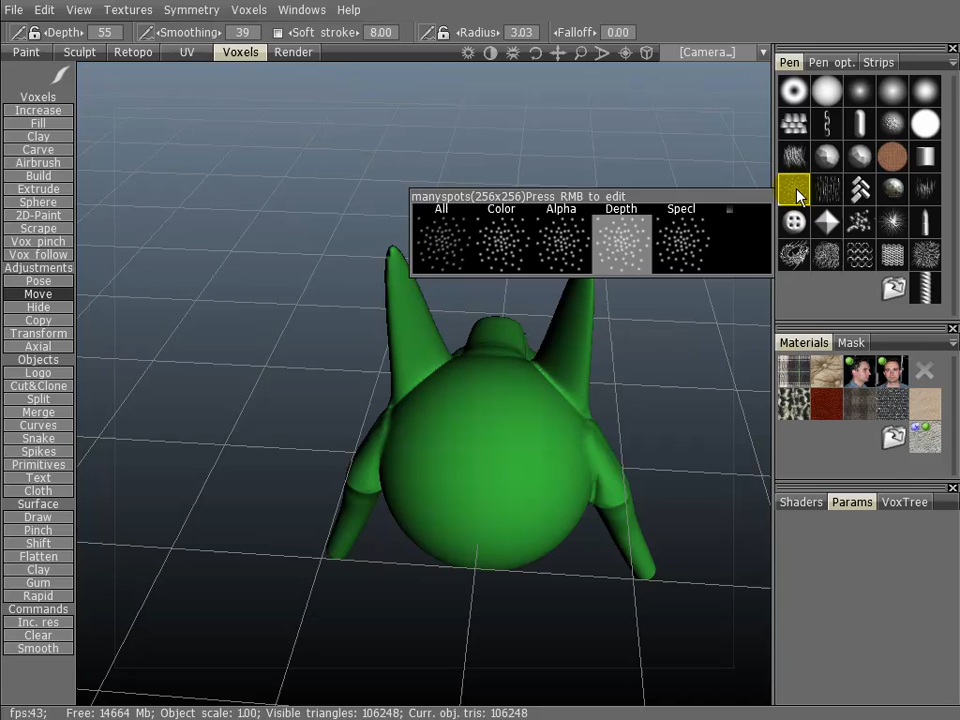 File Edit View Textures Symmetry Voxels Windows Help
Depth: 55 Smoothing: 39 Soft stroke: 8.00 Radius: 3.03 Falloff: 0.00
Paint Sculpt Retopo UV Voxels Render [Camera...]
Pen Pen opt. Strips
Voxels
Increase
Fill
Clay
Carve
Airbrush
Build
Extrude
Sphere
2D-Paint
Scrape
Vox pinch
Vox follow
Adjustments
Pose
Move
Hide
Copy
Transform
Axial
Objects
Logo
Cut&Clone
Split
Merge
Curves
Snake
Spikes
Primitives
Text
Cloth
Surface
Draw
Pinch
Shift
Flatten
Clay
Gum
Rapid
Commands
Inc. res
Clear
Smooth
manyspots(256x256)Press RMB to edit
All Color Alpha Depth Specl
Materials Mask
Shaders Params VoxTree
fps:43; Free: 14664 Mb; Object scale: 1.00; Visible triangles: 106248; Curr. obj. tris: 106248